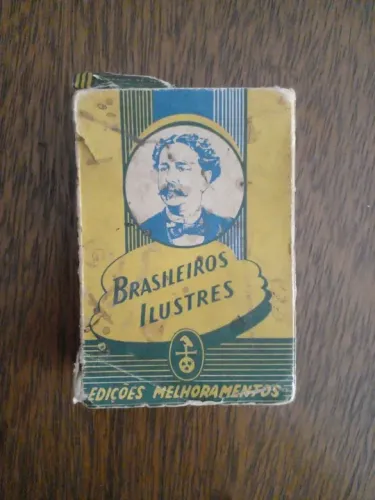 BRASILEIROS
ILUSTRES
EDIÇÕES MELHORAMENTOS